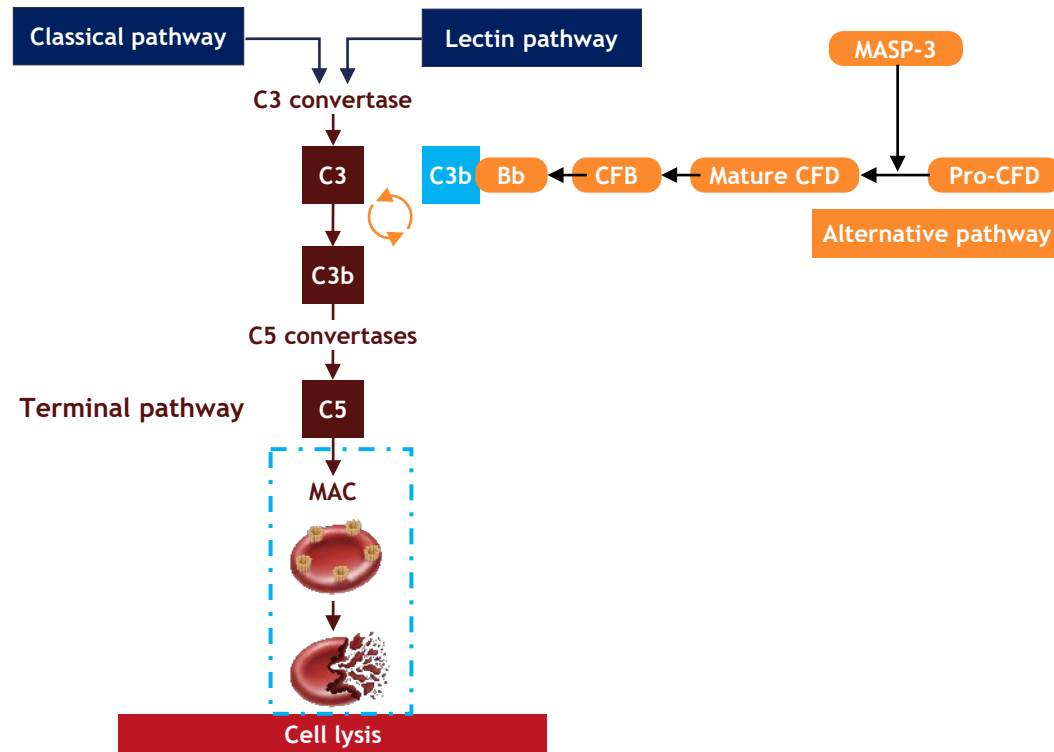 Classical pathway
Lectin pathway
MASP-3
C3 convertase
C3
C3b
Bb
CFB
Mature CFD
Pro-CFD
Alternative pathway
C3b
C5 convertases
Terminal pathway
C5
MAC
Cell lysis